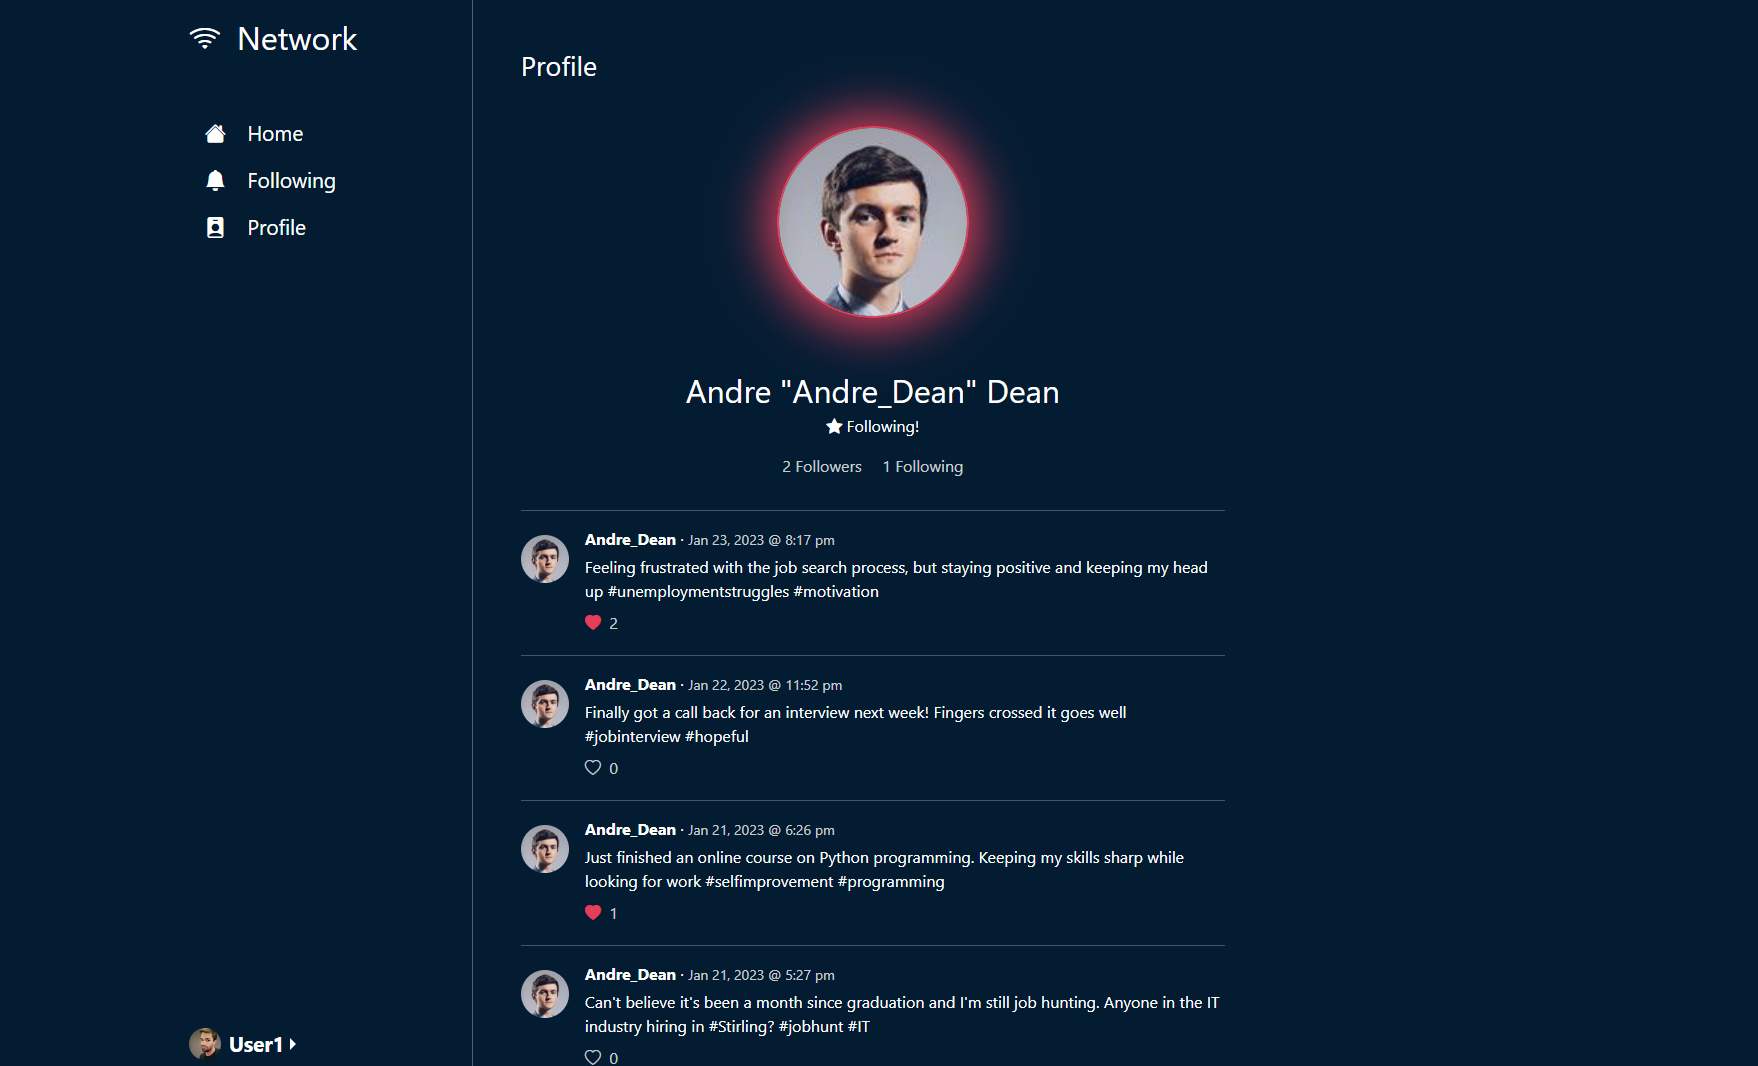 Network
Home
Following
Profile
User1
Profile
Andre "Andre_Dean" Dean
Following!
2 Followers 1 Following
Andre_Dean · Jan 23, 2023 @ 8:17 pm
Feeling frustrated with the job search process, but staying positive and keeping my head
up #unemploymentstruggles #motivation
2
Andre_Dean · Jan 22, 2023 @ 11:52 pm
Finally got a call back for an interview next week! Fingers crossed it goes well
#jobinterview #hopeful
0
Andre_Dean · Jan 21, 2023 @ 6:26 pm
Just finished an online course on Python programming. Keeping my skills sharp while
looking for work #selfimprovement #programming
1
Andre_Dean · Jan 21, 2023 @ 5:27 pm
Can't believe it's been a month since graduation and I'm still job hunting. Anyone in the IT
industry hiring in #Stirling? #jobhunt #IT
0